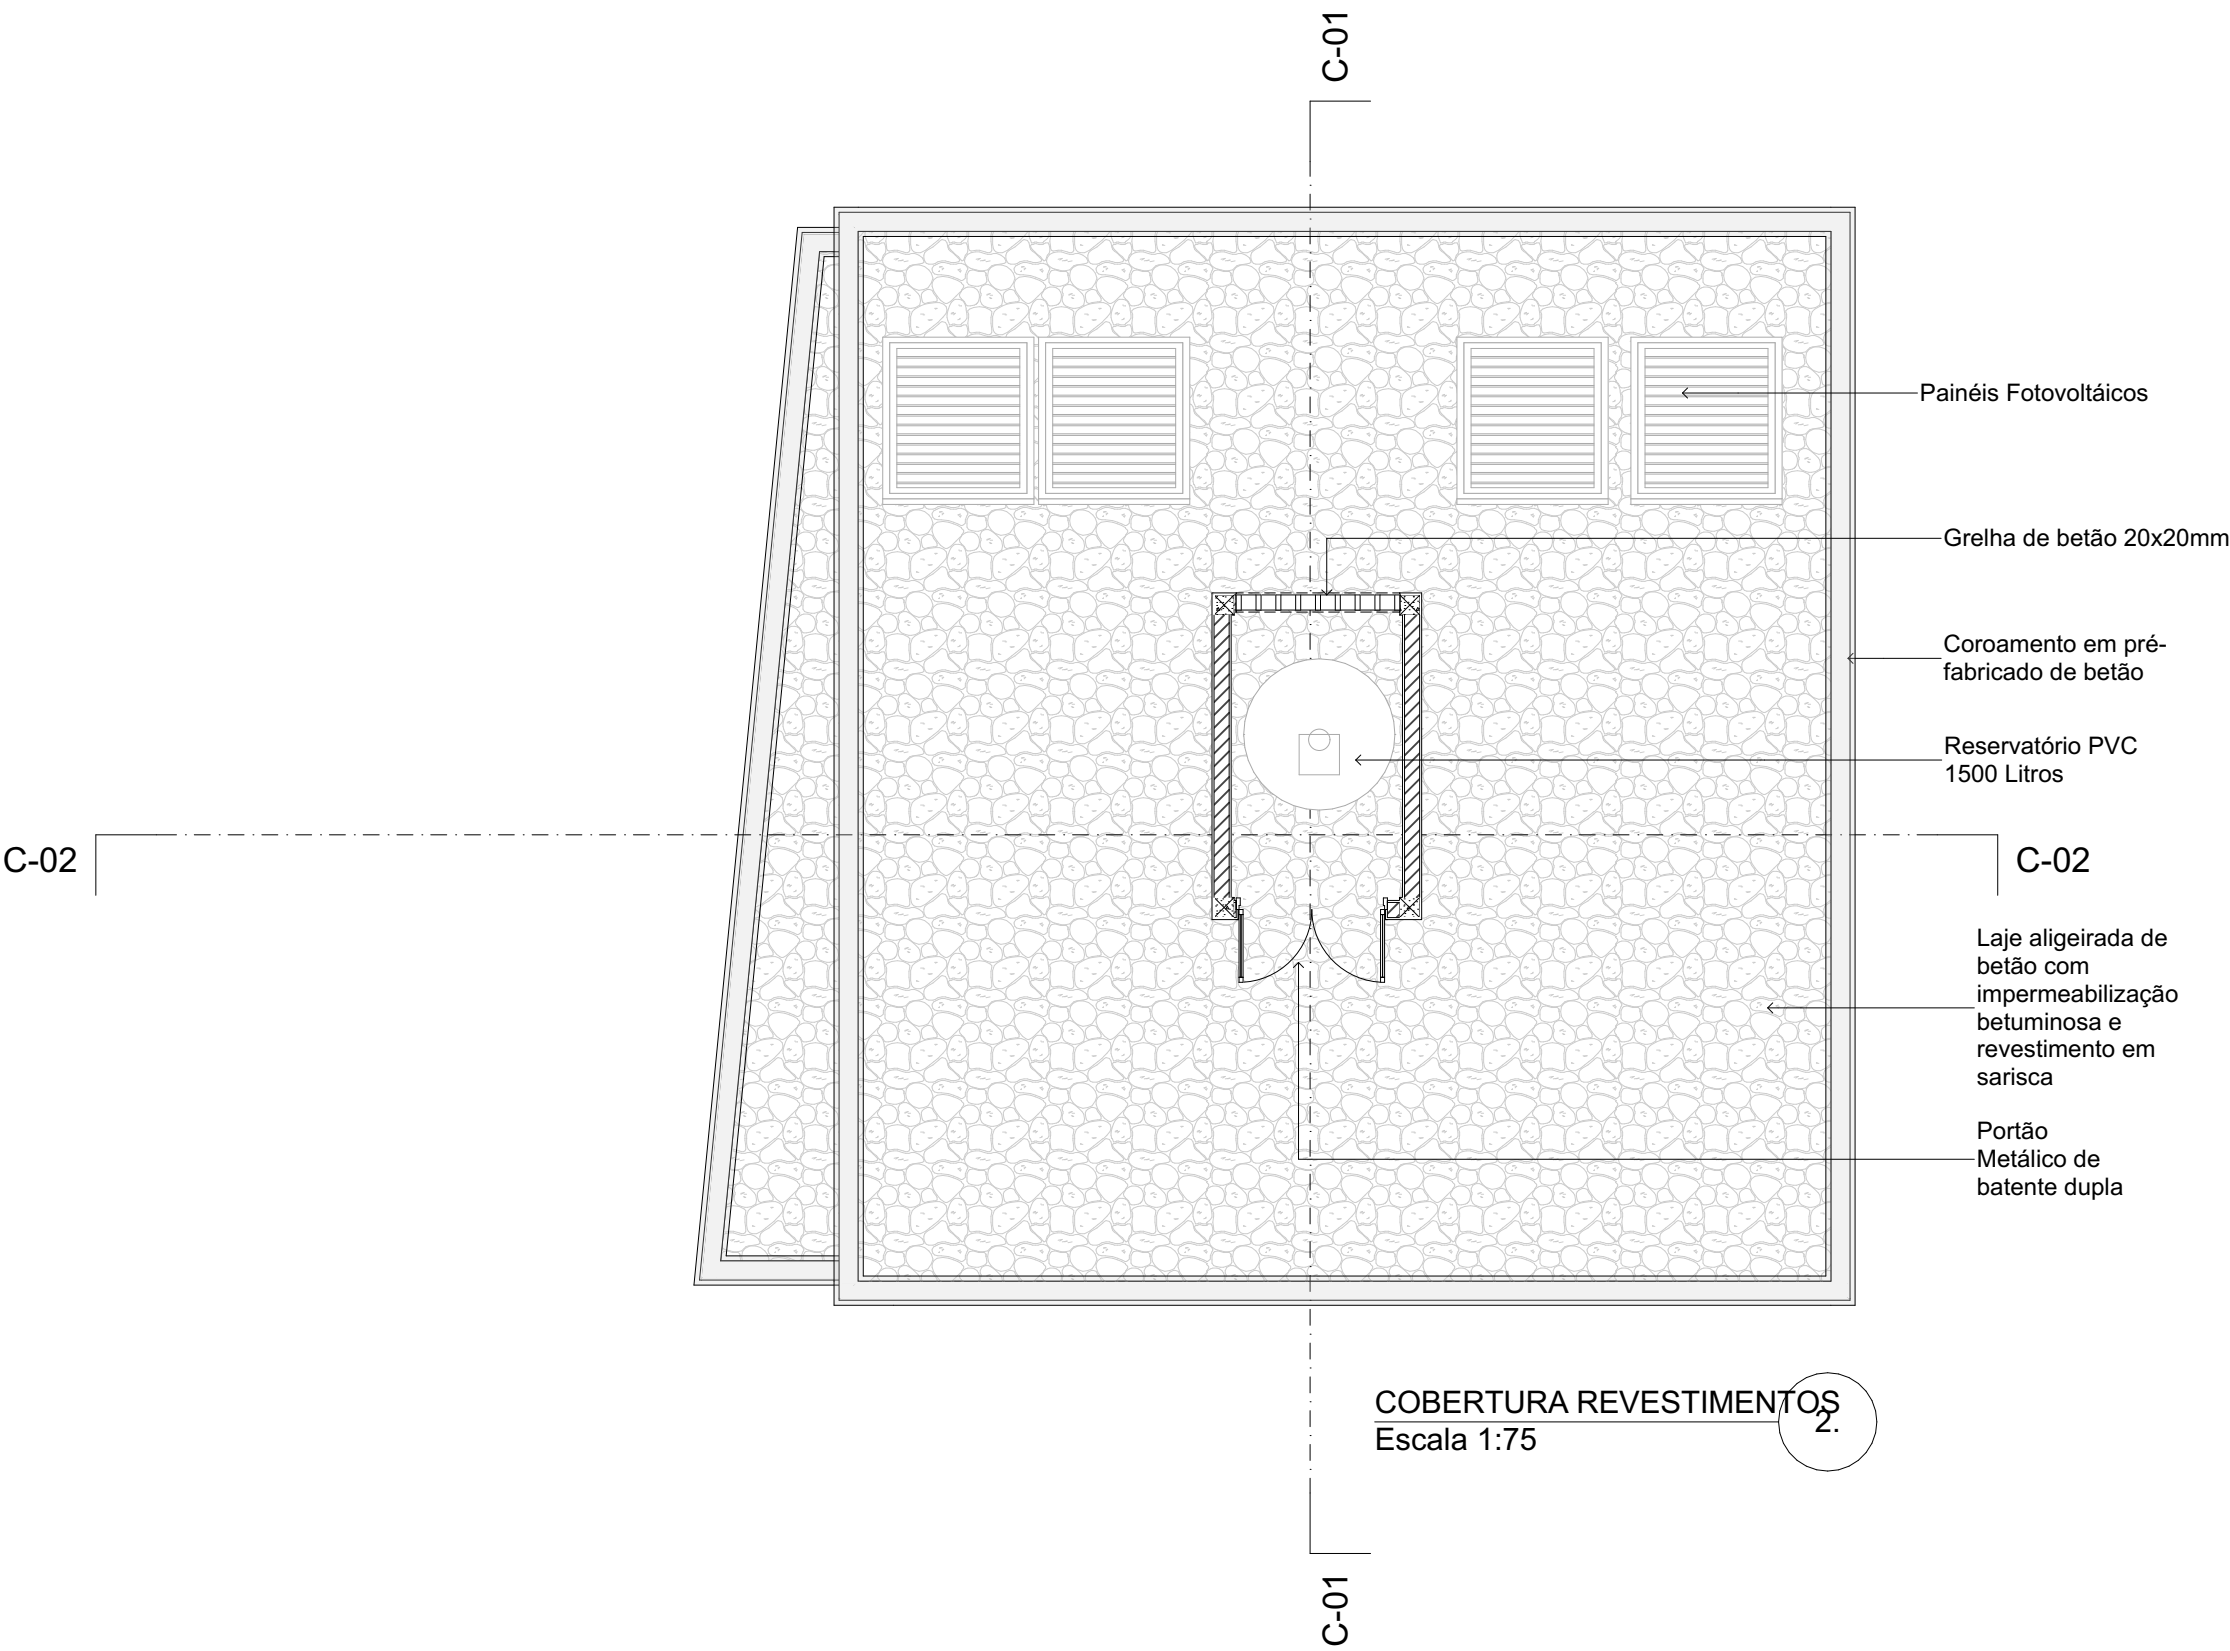 C-01
Painéis Fotovoltáicos
Grelha de betão 20x20mm
Coroamento em pré-
fabricado de betão
Reservatório PVC
1500 Litros
C-02
C-02
Laje aligeirada de
betão com
impermeabilização
betuminosa e
revestimento em
sarisca
Portão
Metálico de
batente dupla
COBERTURA REVESTIMENTOS
2.
Escala 1:75
C-01